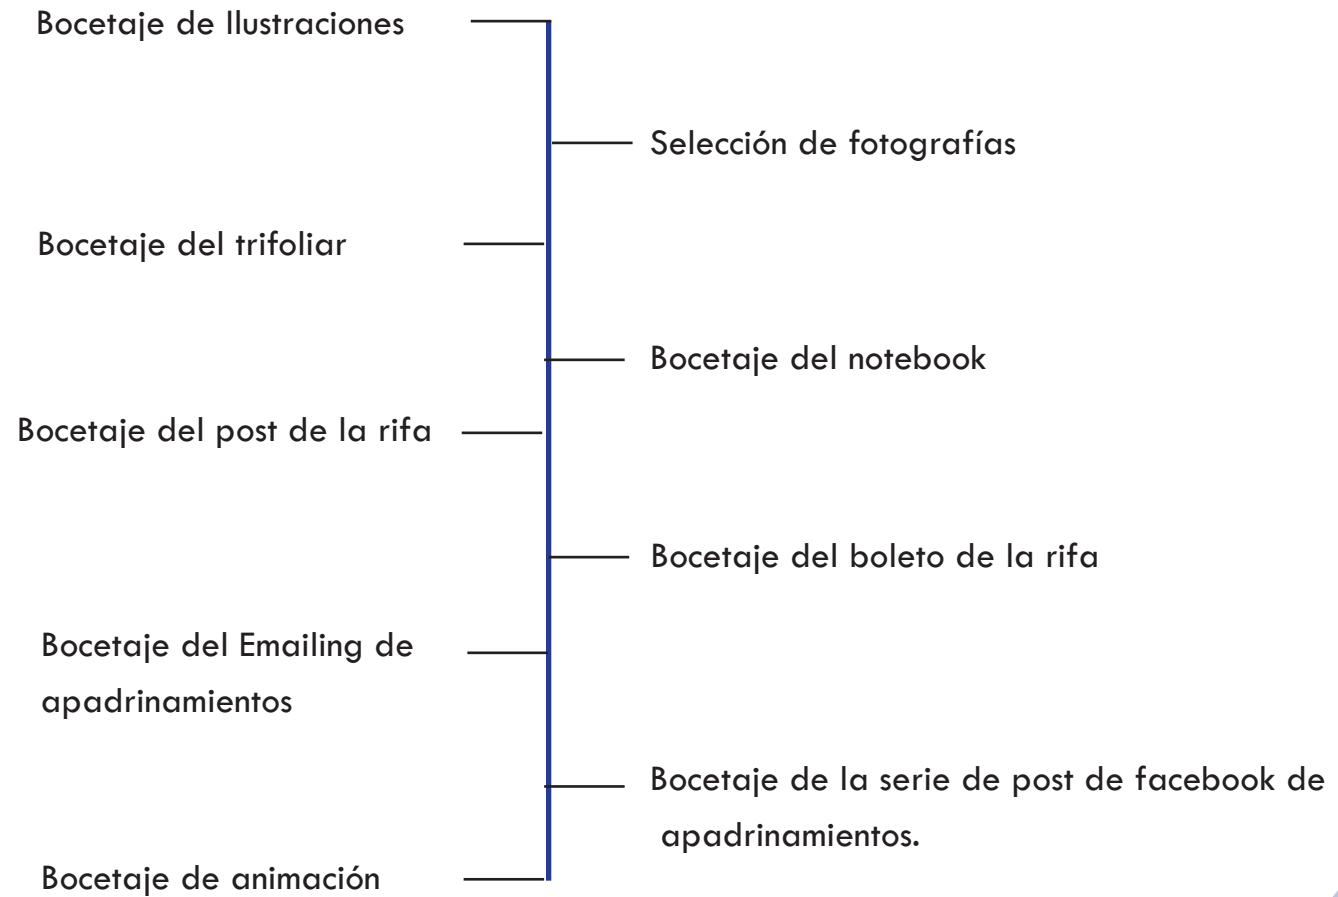 Bocetaje de Ilustraciones
Selección de fotografías
Bocetaje del trifoliar
Bocetaje del notebook
Bocetaje del post de la rifa
Bocetaje del boleto de la rifa
Bocetaje del Emailing de
apadrinamientos
Bocetaje de la serie de post de facebook de
apadrinamientos.
Bocetaje de animación